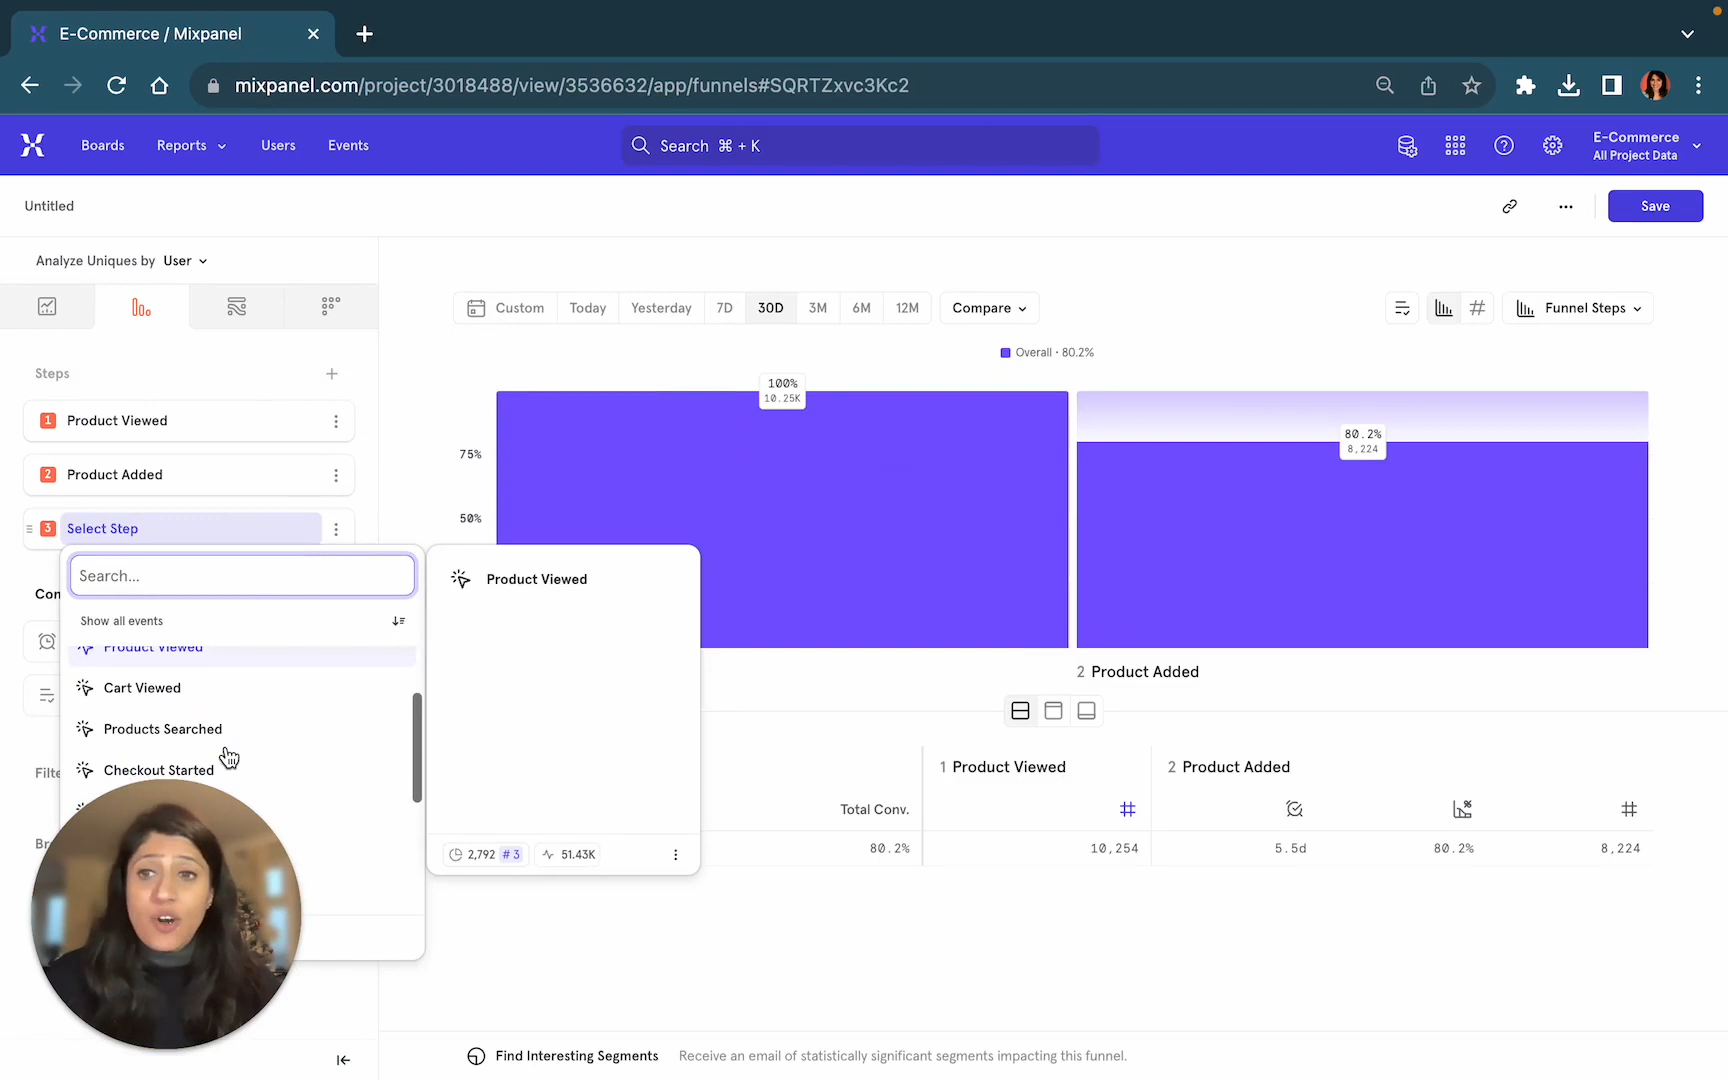 E-Commerce / Mixpanel
mixpanel.com/project/3018488/view/3536632/app/funnels#SQRTZxvc3Kc2
Boards
Reports
Users
Events
Search ⌘ + K
E-Commerce
All Project Data
Untitled
Save
Analyze Uniques by User
Custom
Today
Yesterday
7D
30D
3M
6M
12M
Compare
Funnel Steps
Overall · 80.2%
Steps
1 Product Viewed
2 Product Added
3 Select Step
Search...
Show all events
Product Viewed
Cart Viewed
Products Searched
Checkout Started
Con
Filte
Br
Product Viewed
2,792 # 3
51.43K
100%
10.25K
75%
50%
80.2%
8,224
2 Product Added
1 Product Viewed
2 Product Added
Total Conv.
80.2%
10,254
5.5d
80.2%
8,224
Find Interesting Segments
Receive an email of statistically significant segments impacting this funnel.